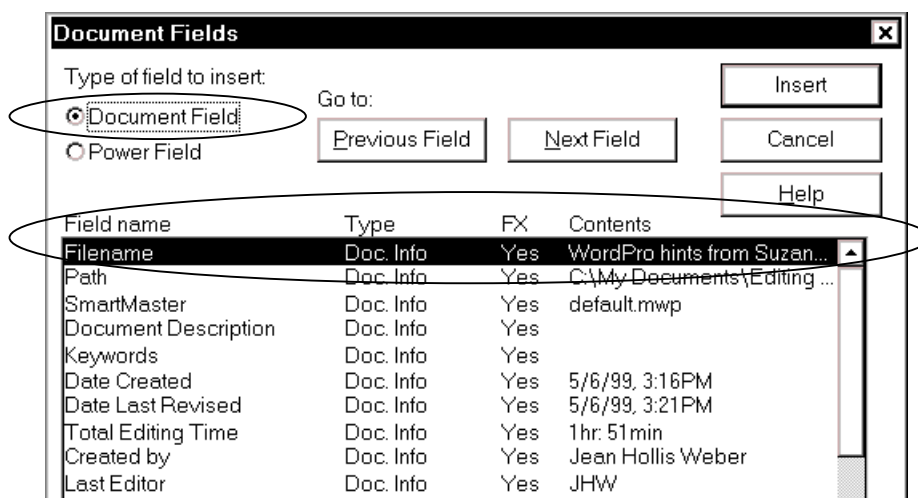 Document Fields
Type of field to insert:
Document Field
Power Field
Go to:
Previous Field Next Field
Insert
Cancel
Help
Field name Type FX Contents
Filename Doc. Info Yes WordPro hints from Suzan...
Path Doc. Info Yes C:\My Documents\Editing ...
SmartMaster Doc. Info Yes default.mwp
Document Description Doc. Info Yes
Keywords Doc. Info Yes
Date Created Doc. Info Yes 5/6/99, 3:16PM
Date Last Revised Doc. Info Yes 5/6/99, 3:21PM
Total Editing Time Doc. Info Yes 1hr: 51min
Created by Doc. Info Yes Jean Hollis Weber
Last Editor Doc. Info Yes JHW